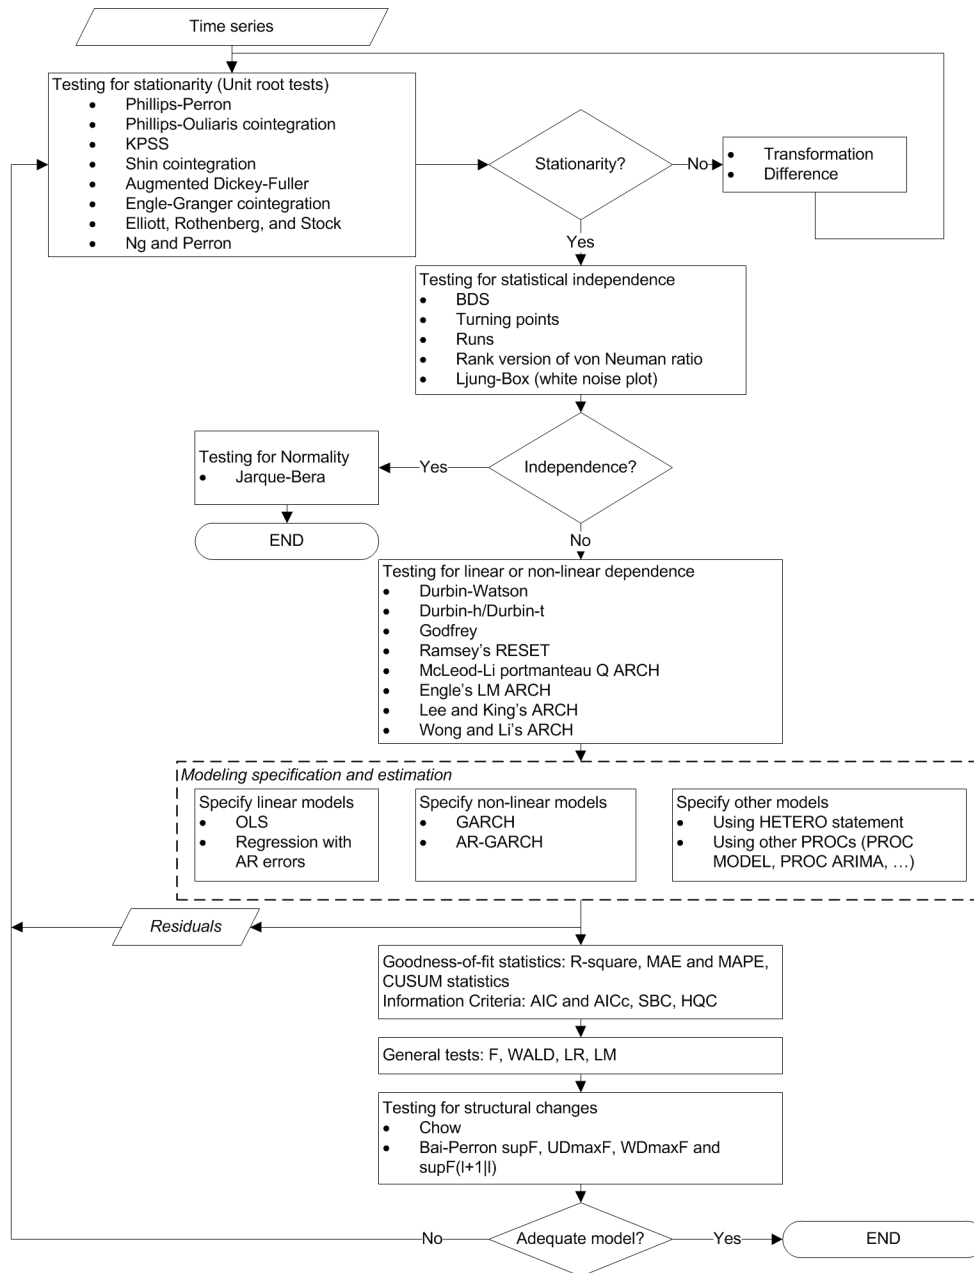 Time series
Testing for stationarity (Unit root tests)
• Phillips-Perron
• Phillips-Ouliaris cointegration
• KPSS
• Shin cointegration
• Augmented Dickey-Fuller
• Engle-Granger cointegration
• Elliott, Rothenberg, and Stock
• Ng and Perron
Stationarity?
No
• Transformation
• Difference
Yes
Testing for statistical independence
• BDS
• Turning points
• Runs
• Rank version of von Neuman ratio
• Ljung-Box (white noise plot)
Independence?
Yes
Testing for Normality
• Jarque-Bera
END
No
Testing for linear or non-linear dependence
• Durbin-Watson
• Durbin-h/Durbin-t
• Godfrey
• Ramsey's RESET
• McLeod-Li portmanteau Q ARCH
• Engle's LM ARCH
• Lee and King's ARCH
• Wong and Li's ARCH
Modeling specification and estimation
Specify linear models
• OLS
• Regression with
AR errors
Specify non-linear models
• GARCH
• AR-GARCH
Specify other models
• Using HETERO statement
• Using other PROCs (PROC
MODEL, PROC ARIMA, …)
Residuals
Goodness-of-fit statistics: R-square, MAE and MAPE,
CUSUM statistics
Information Criteria: AIC and AICc, SBC, HQC
General tests: F, WALD, LR, LM
Testing for structural changes
• Chow
• Bai-Perron supF, UDmaxF, WDmaxF and
supF(l+1|l)
Adequate model?
No
Yes
END